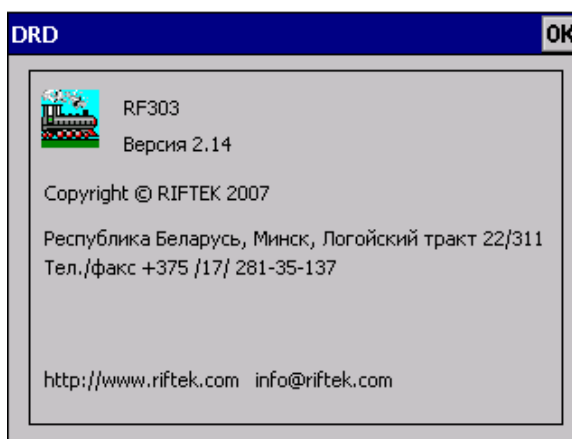 DRD
OK
RF303
Версия 2.14
Copyright © RIFTEK 2007
Республика Беларусь, Минск, Логойский тракт 22/311
Тел./факс +375 /17/ 281-35-137
http://www.riftek.com info@riftek.com